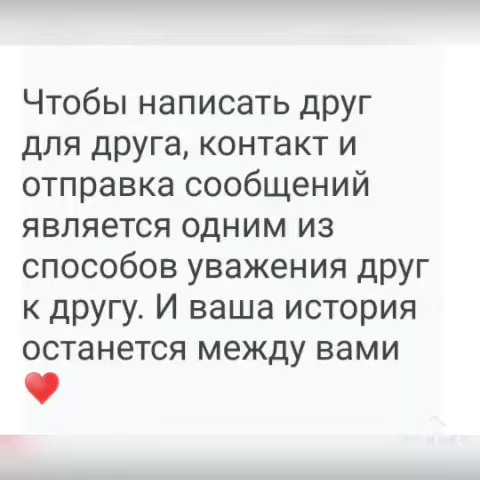 Чтобы написать друг
для друга, контакт и
отправка сообщений
является одним из
способов уважения друг
к другу. И ваша история
останется между вами
❤️